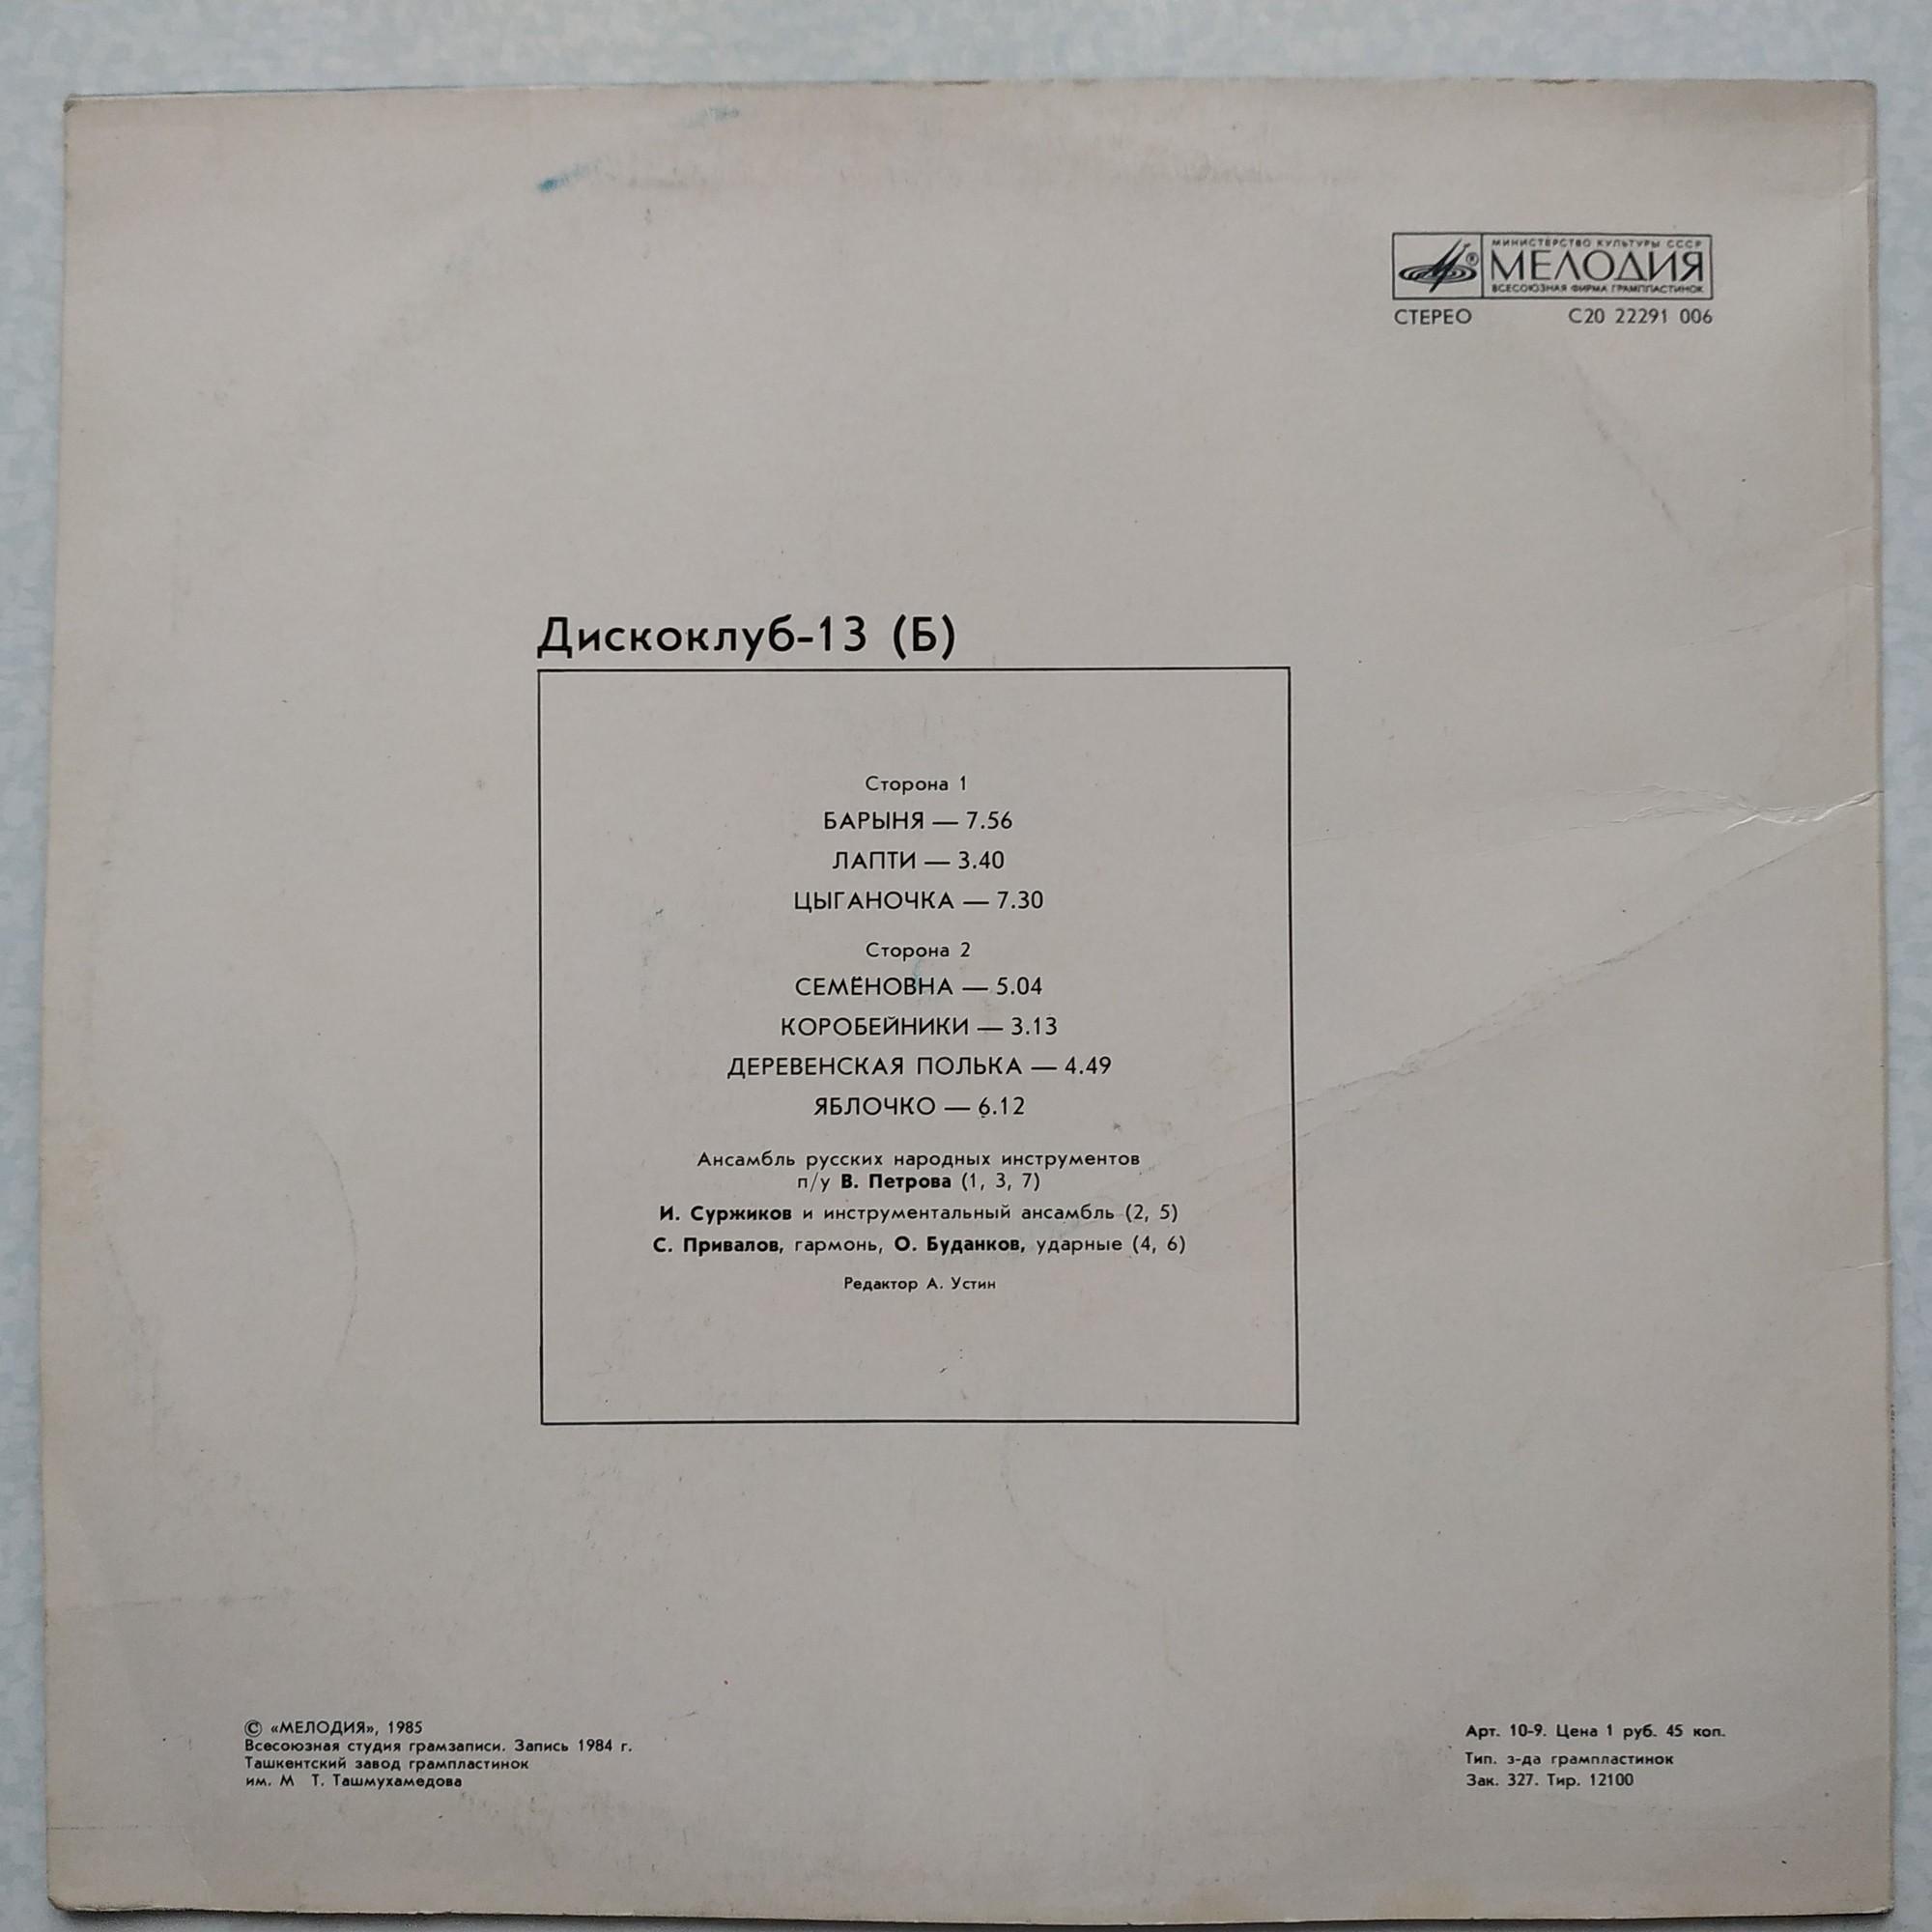 МИНИСТЕРСТВО КУЛЬТУРЫ СССР
МЕЛОДИЯ
®
ВСЕСОЮЗНАЯ ФИРМА ГРАМПЛАСТИНОК
СТЕРЕО С20 22291 006
Дискоклуб-13 (Б)
Сторона 1
БАРЫНЯ — 7.56
ЛАПТИ — 3.40
ЦЫГАНОЧКА — 7.30
Сторона 2
СЕМЁНОВНА — 5.04
КОРОБЕЙНИКИ — 3.13
ДЕРЕВЕНСКАЯ ПОЛЬКА — 4.49
ЯБЛОЧКО — 6.12
Ансамбль русских народных инструментов
п/у В. Петрова (1, 3, 7)
И. Суржиков и инструментальный ансамбль (2, 5)
С. Привалов, гармонь, О. Буданков, ударные (4, 6)
Редактор А. Устин
© «МЕЛОДИЯ», 1985
Всесоюзная студия грамзаписи. Запись 1984 г.
Ташкентский завод грампластинок
им. М Т. Ташмухамедова
Арт. 10-9. Цена 1 руб. 45 коп.
Тип. з-да грампластинок
Зак. 327. Тир. 12100